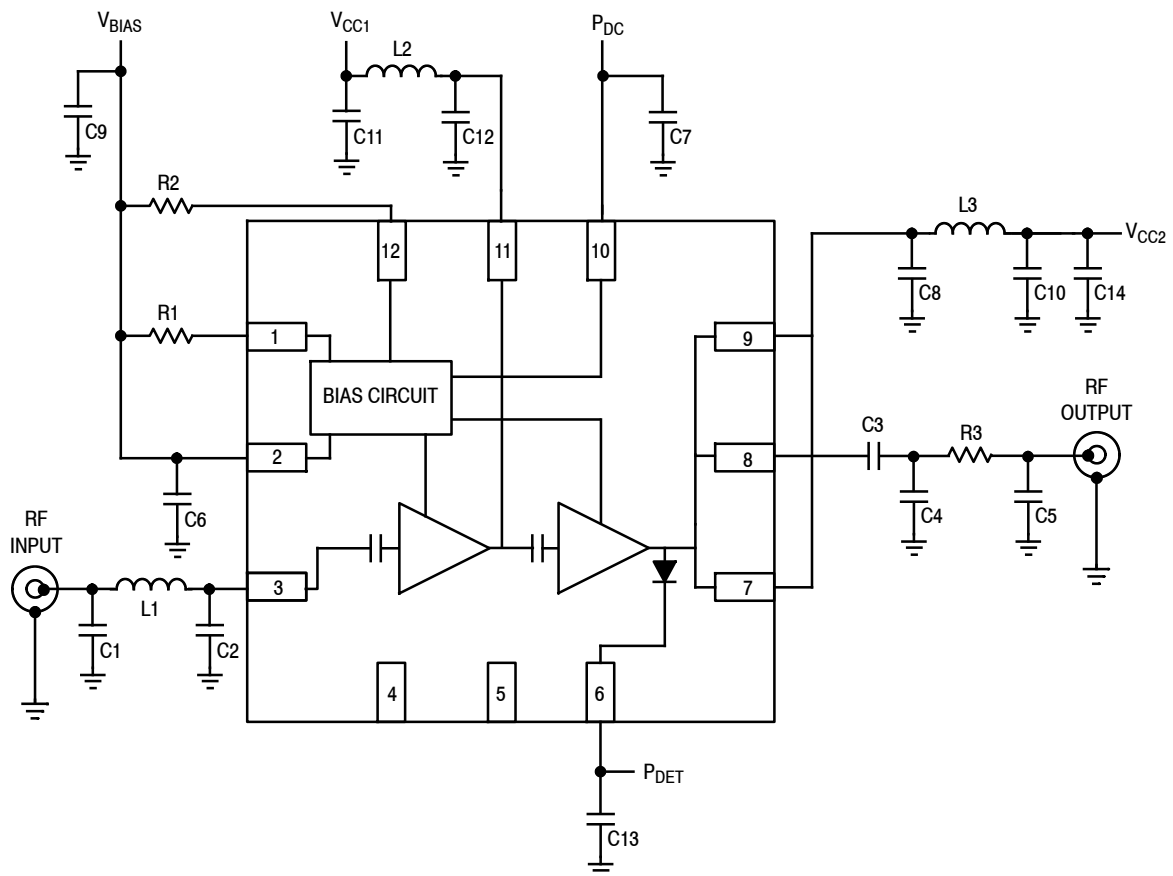 VBIAS
VCC1
L2
PDC
C9
C11
C12
C7
R2
L3
VCC2
12
11
10
C8
C10
C14
R1
1
9
BIAS CIRCUIT
RF
OUTPUT
C3
R3
2
8
C6
C4
C5
RF
INPUT
3
7
L1
C1
C2
4
5
6
PDET
C13